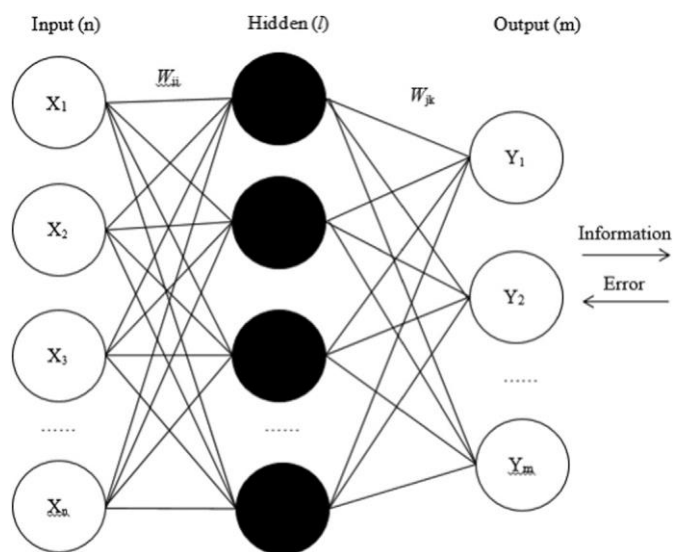 Input (n)
Hidden (l)
Output (m)
Wij
Wjk
X1
X2
X3
......
Xn
......
Y1
Y2
......
Ym
Information
Error